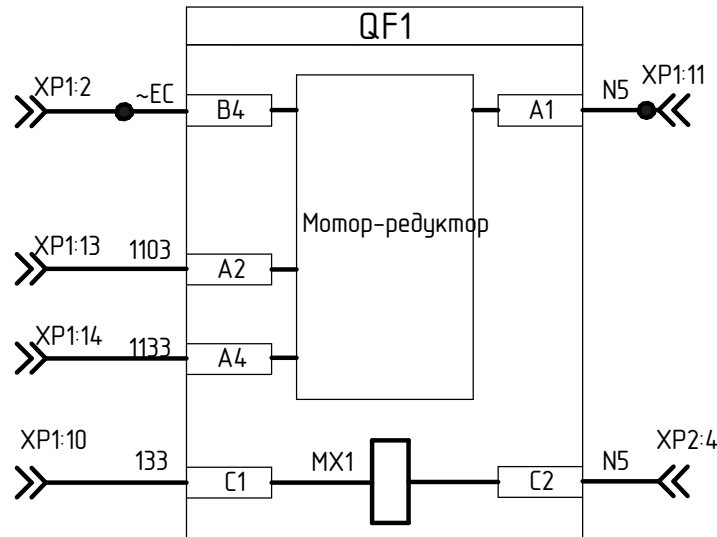 QF1
XP1:2
~EC
B4
A1
N5
XP1:11
Мотор-редуктор
XP1:13
1103
A2
XP1:14
1133
A4
XP1:10
133
C1
MX1
C2
N5
XP2:4